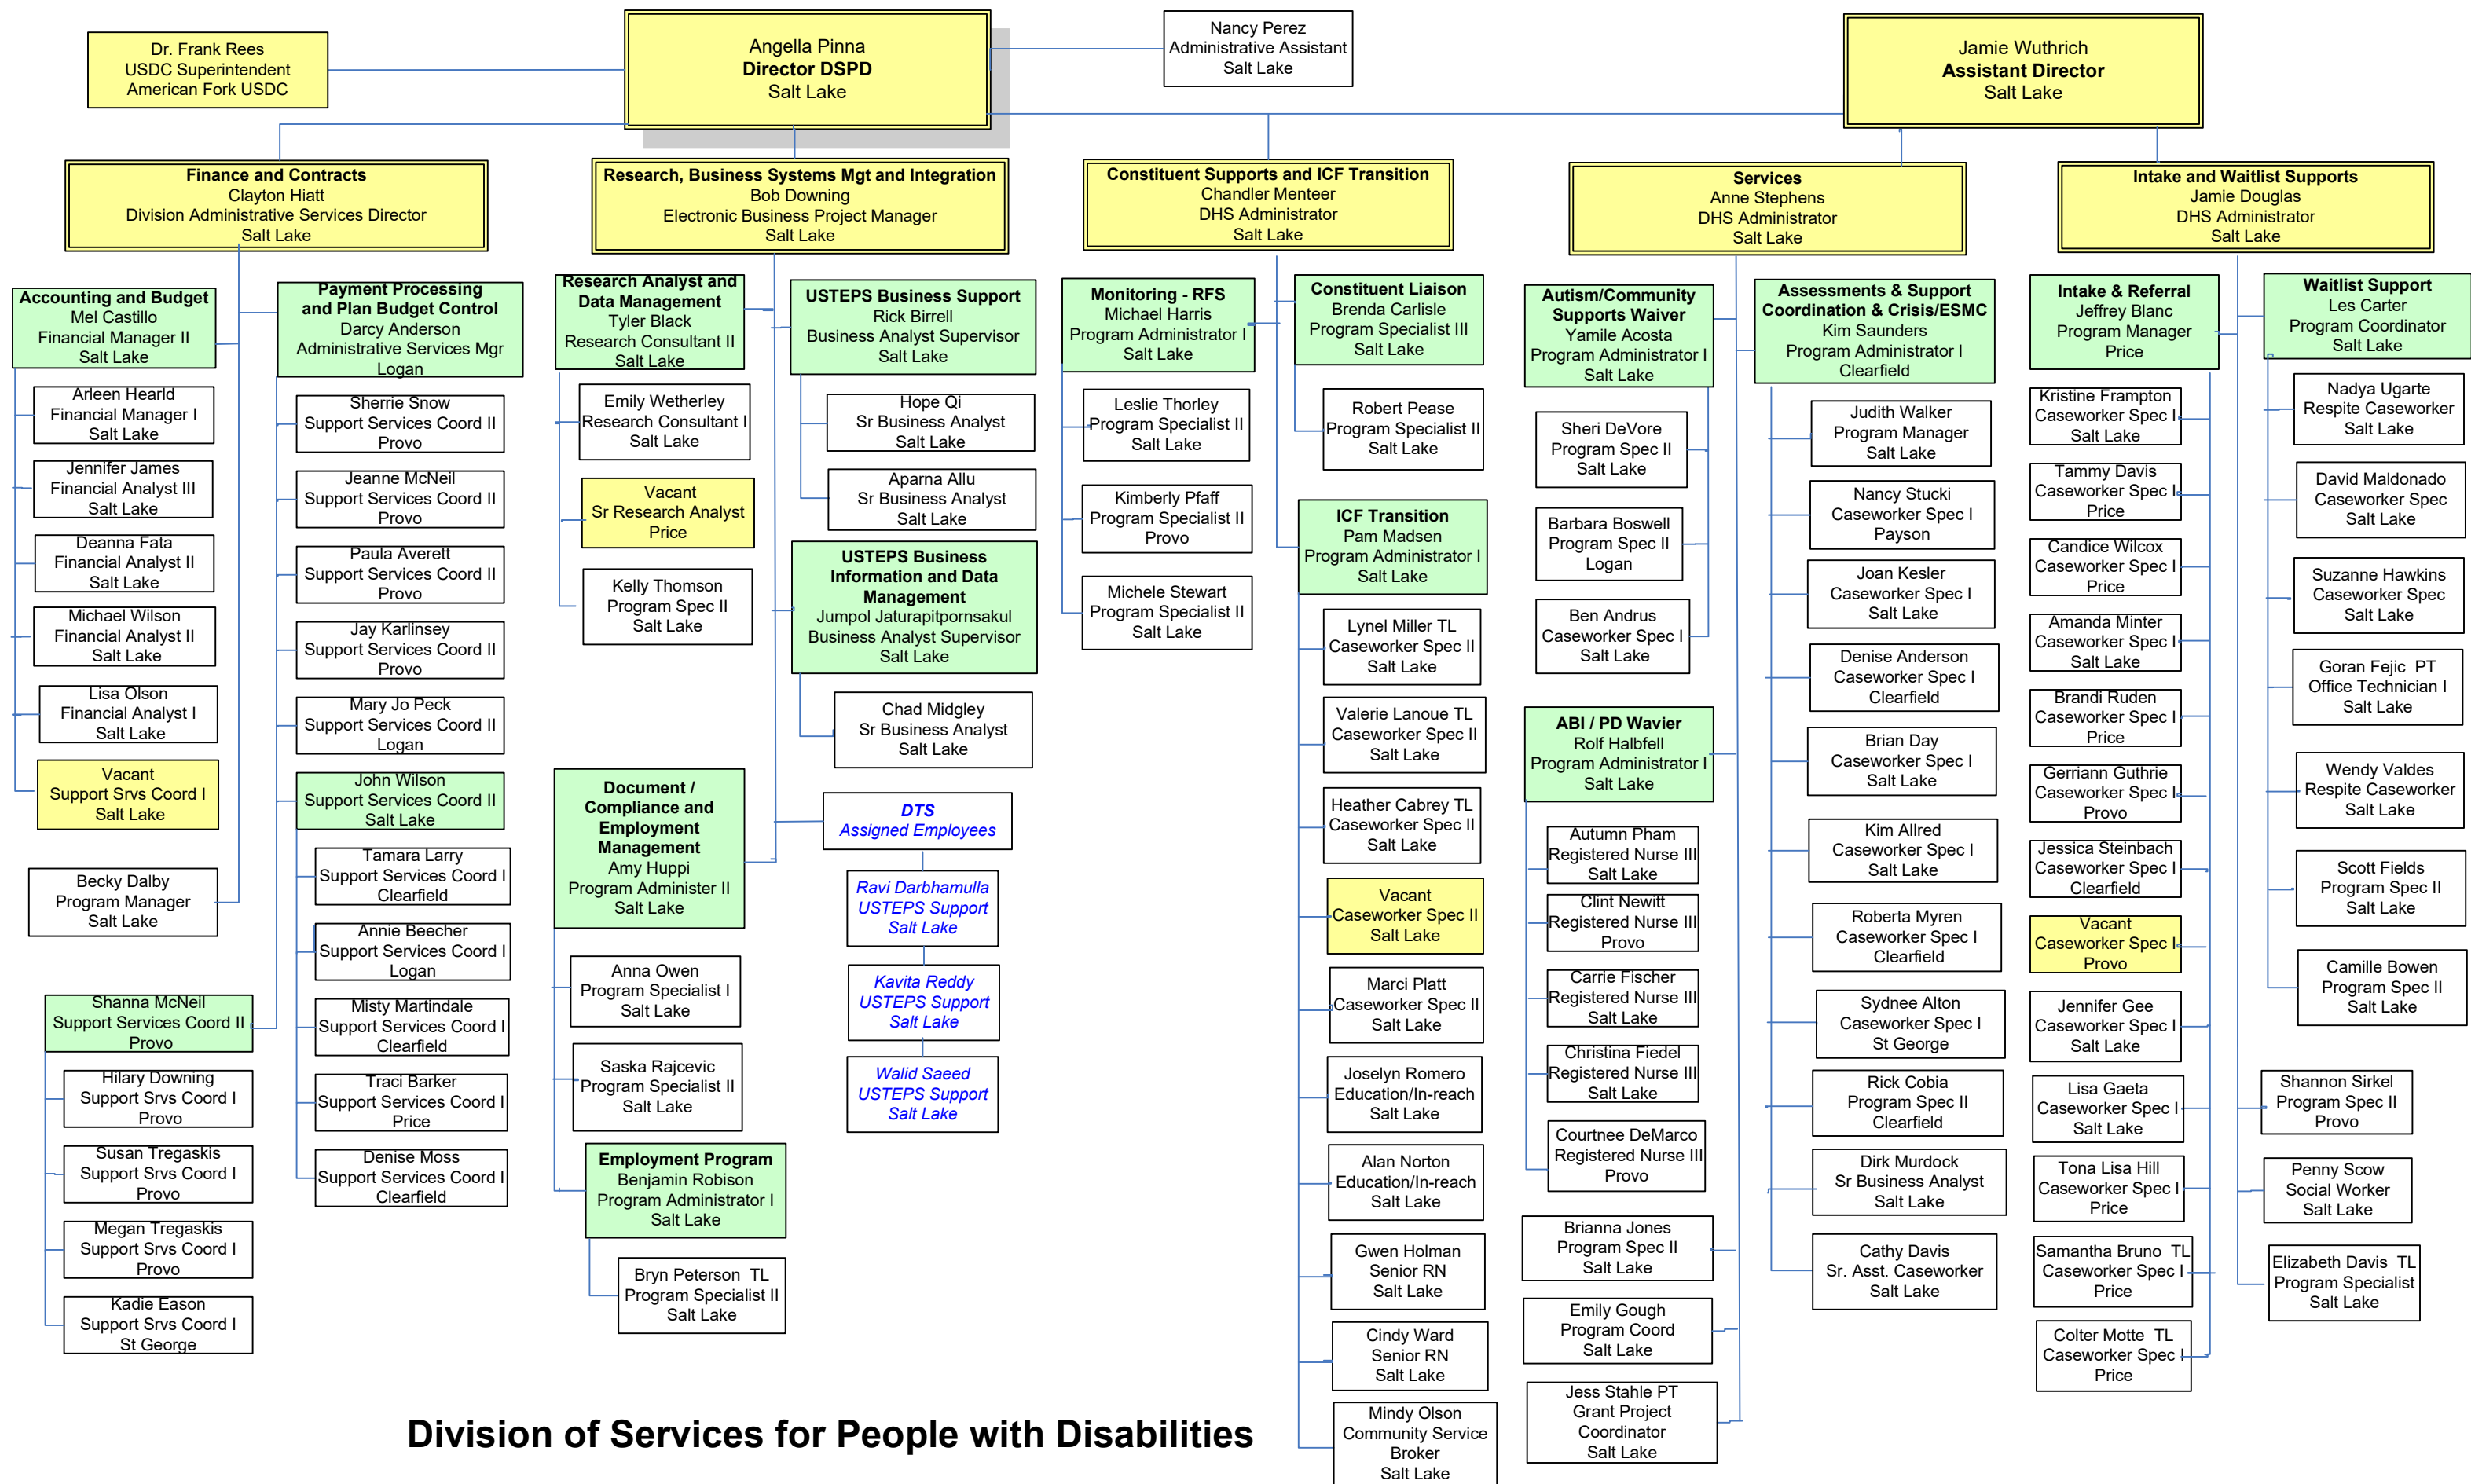 Dr. Frank Rees
USDC Superintendent
American Fork USDC
Angella Pinna
Director DSPD
Salt Lake
Nancy Perez
Administrative Assistant
Salt Lake
Jamie Wuthrich
Assistant Director
Salt Lake
Finance and Contracts
Clayton Hiatt
Division Administrative Services Director
Salt Lake
Research, Business Systems Mgt and Integration
Bob Downing
Electronic Business Project Manager
Salt Lake
Constituent Supports and ICF Transition
Chandler Menteer
DHS Administrator
Salt Lake
Services
Anne Stephens
DHS Administrator
Salt Lake
Intake and Waitlist Supports
Jamie Douglas
DHS Administrator
Salt Lake
Accounting and Budget
Mel Castillo
Financial Manager II
Salt Lake
Arleen Hearld
Financial Manager I
Salt Lake
Jennifer James
Financial Analyst III
Salt Lake
Deanna Fata
Financial Analyst II
Salt Lake
Michael Wilson
Financial Analyst II
Salt Lake
Lisa Olson
Financial Analyst I
Salt Lake
Vacant
Support Srvs Coord I
Salt Lake
Becky Dalby
Program Manager
Salt Lake
Payment Processing
and Plan Budget Control
Darcy Anderson
Administrative Services Mgr
Logan
Sherrie Snow
Support Services Coord II
Provo
Jeanne McNeil
Support Services Coord II
Provo
Paula Averett
Support Services Coord II
Provo
Jay Karlinsey
Support Services Coord II
Provo
Mary Jo Peck
Support Services Coord II
Logan
John Wilson
Support Services Coord II
Salt Lake
Tamara Larry
Support Services Coord I
Clearfield
Annie Beecher
Support Services Coord I
Logan
Misty Martindale
Support Services Coord I
Clearfield
Traci Barker
Support Services Coord I
Price
Denise Moss
Support Services Coord I
Clearfield
Shanna McNeil
Support Services Coord II
Provo
Hilary Downing
Support Srvs Coord I
Provo
Susan Tregaskis
Support Srvs Coord I
Provo
Megan Tregaskis
Support Srvs Coord I
Provo
Kadie Eason
Support Srvs Coord I
St George
Research Analyst and
Data Management
Tyler Black
Research Consultant II
Salt Lake
Emily Wetherley
Research Consultant I
Salt Lake
Vacant
Sr Research Analyst
Price
Kelly Thomson
Program Spec II
Salt Lake
USTEPS Business Support
Rick Birrell
Business Analyst Supervisor
Salt Lake
Hope Qi
Sr Business Analyst
Salt Lake
Aparna Allu
Sr Business Analyst
Salt Lake
USTEPS Business
Information and Data
Management
Jumpol Jaturapitpornsakul
Business Analyst Supervisor
Salt Lake
Chad Midgley
Sr Business Analyst
Salt Lake
Document /
Compliance and
Employment
Management
Amy Huppi
Program Administer II
Salt Lake
Anna Owen
Program Specialist I
Salt Lake
Saska Rajcevic
Program Specialist II
Salt Lake
Employment Program
Benjamin Robison
Program Administrator I
Salt Lake
Bryn Peterson TL
Program Specialist II
Salt Lake
DTS
Assigned Employees
Ravi Darbhamulla
USTEPS Support
Salt Lake
Kavita Reddy
USTEPS Support
Salt Lake
Walid Saeed
USTEPS Support
Salt Lake
Monitoring - RFS
Michael Harris
Program Administrator I
Salt Lake
Leslie Thorley
Program Specialist II
Salt Lake
Kimberly Pfaff
Program Specialist II
Provo
Michele Stewart
Program Specialist II
Salt Lake
Constituent Liaison
Brenda Carlisle
Program Specialist III
Salt Lake
Robert Pease
Program Specialist II
Salt Lake
ICF Transition
Pam Madsen
Program Administrator I
Salt Lake
Lynel Miller TL
Caseworker Spec II
Salt Lake
Valerie Lanoue TL
Caseworker Spec II
Salt Lake
Heather Cabrey TL
Caseworker Spec II
Salt Lake
Vacant
Caseworker Spec II
Salt Lake
Marci Platt
Caseworker Spec II
Salt Lake
Joselyn Romero
Education/In-reach
Salt Lake
Alan Norton
Education/In-reach
Salt Lake
Gwen Holman
Senior RN
Salt Lake
Cindy Ward
Senior RN
Salt Lake
Mindy Olson
Community Service
Broker
Salt Lake
Autism/Community
Supports Waiver
Yamile Acosta
Program Administrator I
Salt Lake
Sheri DeVore
Program Spec II
Salt Lake
Barbara Boswell
Program Spec II
Logan
Ben Andrus
Caseworker Spec I
Salt Lake
ABI / PD Wavier
Rolf Halbfell
Program Administrator I
Salt Lake
Autumn Pham
Registered Nurse III
Salt Lake
Clint Newitt
Registered Nurse III
Provo
Carrie Fischer
Registered Nurse III
Salt Lake
Christina Fiedel
Registered Nurse III
Salt Lake
Courtnee DeMarco
Registered Nurse III
Provo
Brianna Jones
Program Spec II
Salt Lake
Emily Gough
Program Coord
Salt Lake
Jess Stahle PT
Grant Project
Coordinator
Salt Lake
Assessments & Support
Coordination & Crisis/ESMC
Kim Saunders
Program Administrator I
Clearfield
Judith Walker
Program Manager
Salt Lake
Nancy Stucki
Caseworker Spec I
Payson
Joan Kesler
Caseworker Spec I
Salt Lake
Denise Anderson
Caseworker Spec I
Clearfield
Brian Day
Caseworker Spec I
Salt Lake
Kim Allred
Caseworker Spec I
Salt Lake
Roberta Myren
Caseworker Spec I
Clearfield
Sydnee Alton
Caseworker Spec I
St George
Rick Cobia
Program Spec II
Clearfield
Dirk Murdock
Sr Business Analyst
Salt Lake
Cathy Davis
Sr. Asst. Caseworker
Salt Lake
Intake & Referral
Jeffrey Blanc
Program Manager
Price
Kristine Frampton
Caseworker Spec I
Salt Lake
Tammy Davis
Caseworker Spec I
Price
Candice Wilcox
Caseworker Spec I
Price
Amanda Minter
Caseworker Spec I
Salt Lake
Brandi Ruden
Caseworker Spec I
Price
Gerriann Guthrie
Caseworker Spec I
Provo
Jessica Steinbach
Caseworker Spec I
Clearfield
Vacant
Caseworker Spec I
Provo
Jennifer Gee
Caseworker Spec I
Salt Lake
Lisa Gaeta
Caseworker Spec I
Salt Lake
Tona Lisa Hill
Caseworker Spec I
Price
Samantha Bruno TL
Caseworker Spec I
Price
Colter Motte TL
Caseworker Spec I
Price
Waitlist Support
Les Carter
Program Coordinator
Salt Lake
Nadya Ugarte
Respite Caseworker
Salt Lake
David Maldonado
Caseworker Spec
Salt Lake
Suzanne Hawkins
Caseworker Spec
Salt Lake
Goran Fejic PT
Office Technician I
Salt Lake
Wendy Valdes
Respite Caseworker
Salt Lake
Scott Fields
Program Spec II
Salt Lake
Camille Bowen
Program Spec II
Salt Lake
Shannon Sirkel
Program Spec II
Provo
Penny Scow
Social Worker
Salt Lake
Elizabeth Davis TL
Program Specialist
Salt Lake
Division of Services for People with Disabilities